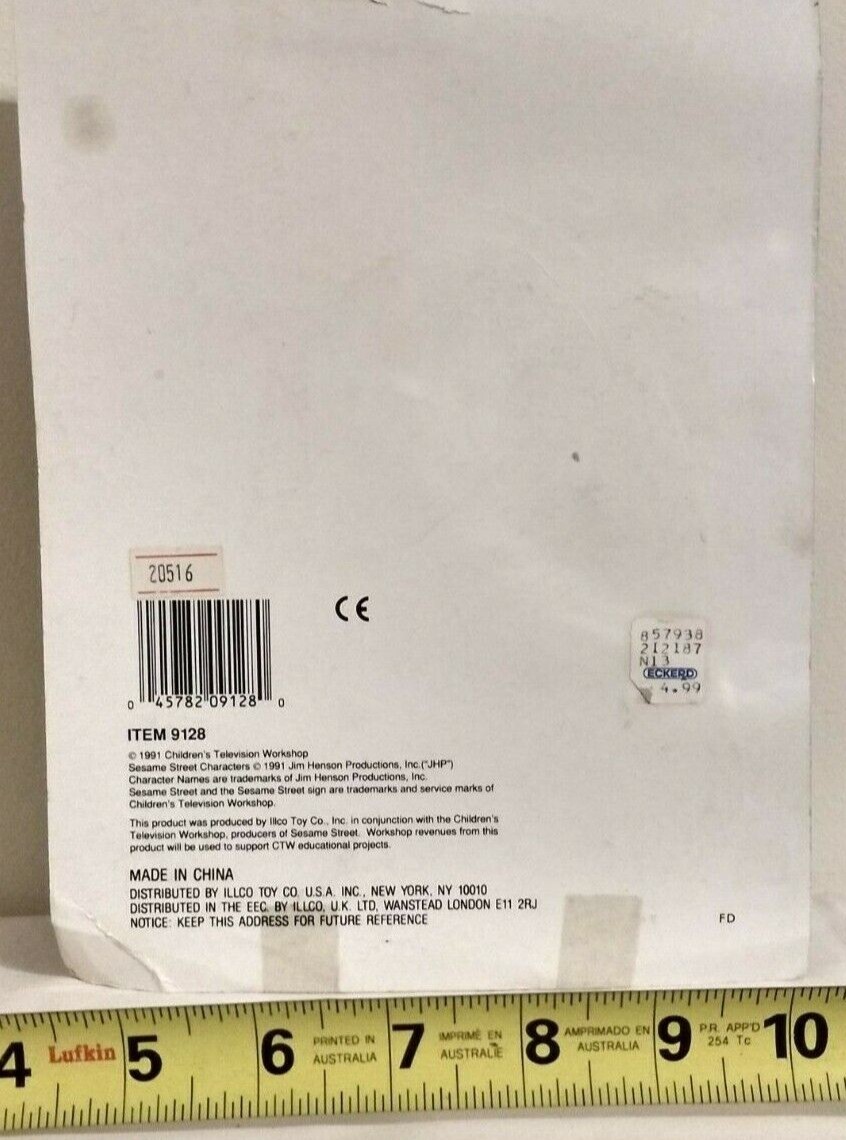 20516
CE
857938
212187
N13
ECKERD
4.99
0 45782 09128 0
ITEM 9128
© 1991 Children's Television Workshop
Sesame Street Characters © 1991 Jim Henson Productions, Inc.("JHP")
Character Names are trademarks of Jim Henson Productions, Inc.
Sesame Street and the Sesame Street sign are trademarks and service marks of
Children's Television Workshop.
This product was produced by Illco Toy Co., Inc. in conjunction with the Children's
Television Workshop, producers of Sesame Street. Workshop revenues from this
product will be used to support CTW educational projects.
MADE IN CHINA
DISTRIBUTED BY ILLCO TOY CO. U.S.A. INC., NEW YORK, NY 10010
DISTRIBUTED IN THE EEC. BY ILLCO, U.K. LTD, WANSTEAD LONDON E11 2RJ
NOTICE: KEEP THIS ADDRESS FOR FUTURE REFERENCE
FD
4 Lufkin 5 6 PRINTED IN 7 IMPRIMÉ EN 8 AMPRIMADO EN 9 P.R. APP'D 10
AUSTRALIA AUSTRALIE AUSTRALIA 254 Tc